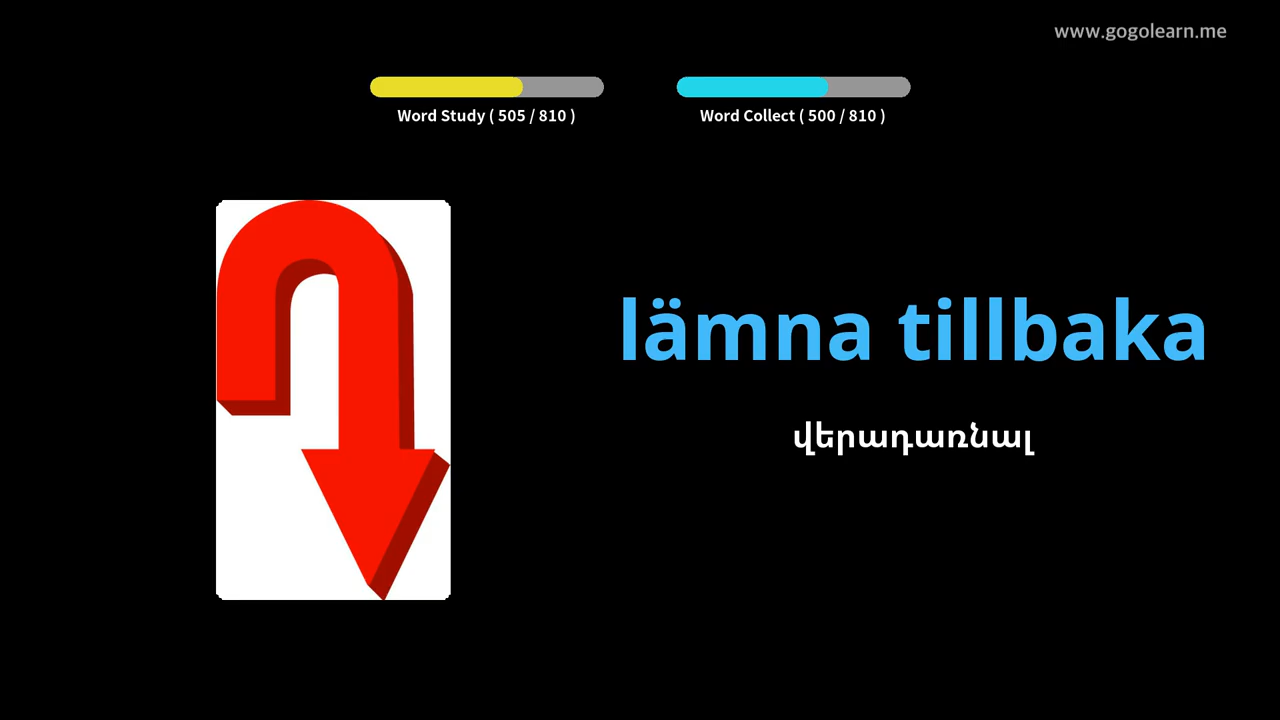 www.gogolearn.me
Word Study ( 505 / 810 )
Word Collect ( 500 / 810 )
lämna tillbaka
վերադառնալ